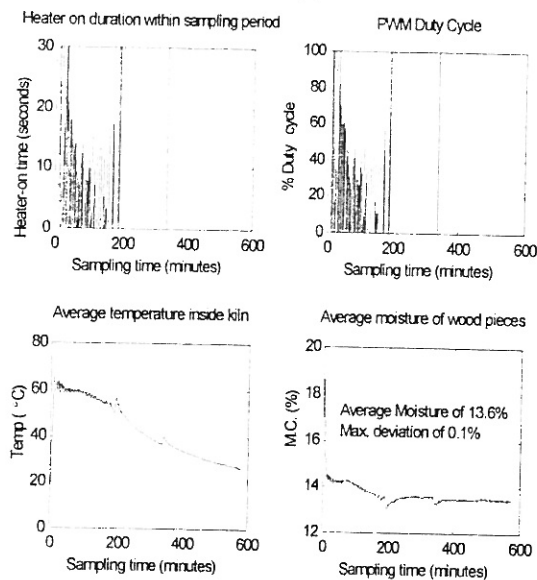 Heater on duration within sampling period
Heater-on time (seconds)
30
20
10
0
0 200 400 600
Sampling time (minutes)
PWM Duty Cycle
% Duty cycle
100
80
60
40
20
0
0 200 400 600
Sampling time (minutes)
Average temperature inside kiln
Temp (°C)
80
60
40
20
0
0 200 400 600
Sampling time (minutes)
Average moisture of wood pieces
M.C. (%)
20
18
16
14
12
Average Moisture of 13.6%
Max. deviation of 0.1%
0 200 400 600
Sampling time (minutes)